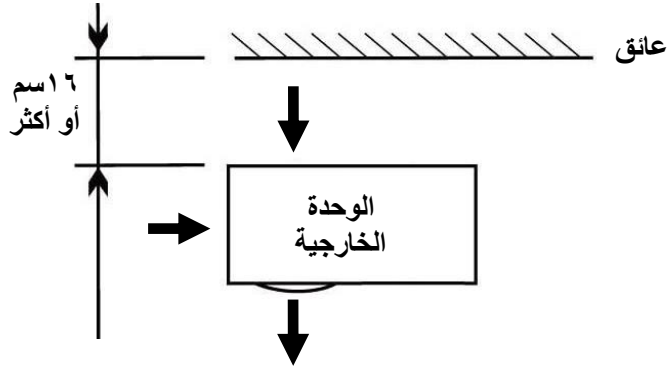 عائق
١٦سم
أو أكثر
الوحدة
الخارجية